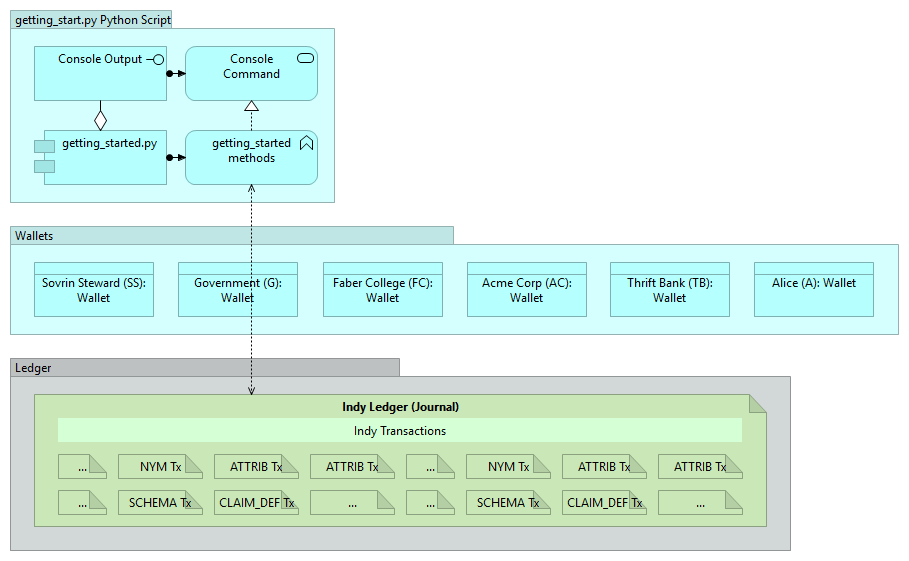 getting_start.py Python Script
Console Output
Console
Command
getting_started.py
getting_started
methods
Wallets
Sovrin Steward (SS):
Wallet
Government (G):
Wallet
Faber College (FC):
Wallet
Acme Corp (AC):
Wallet
Thrift Bank (TB):
Wallet
Alice (A): Wallet
Ledger
Indy Ledger (Journal)
Indy Transactions
... NYM Tx ATTRIB Tx ATTRIB Tx ... NYM Tx ATTRIB Tx ATTRIB Tx
... SCHEMA Tx CLAIM_DEF Tx ... ... SCHEMA Tx CLAIM_DEF Tx ...